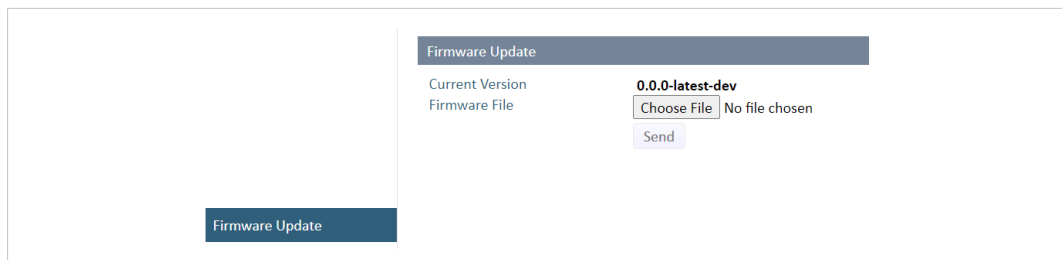 Firmware Update
Current Version 0.0.0-latest-dev
Firmware File Choose File No file chosen
Send
Firmware Update